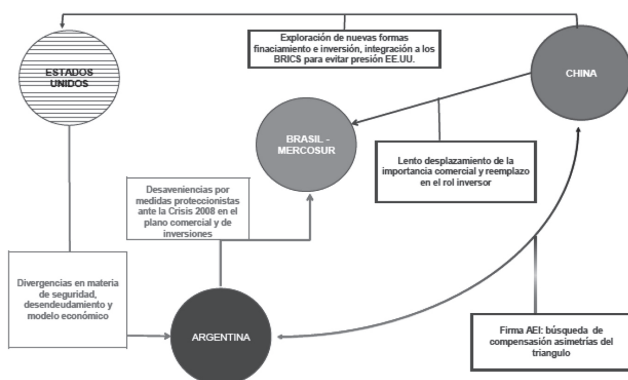 Exploración de nuevas formas
finaciamiento e inversión, integración a los
BRICS para evitar presión EE.UU.
ESTADOS
UNIDOS
CHINA
BRASIL -
MERCOSUR
Lento desplazamiento de la
importancia comercial y reemplazo
en el rol inversor
Desaveniencias por
medidas proteccionistas
ante la Crisis 2008 en el
plano comercial y de
inversiones
Divergencias en materia
de seguridad,
desendeudamiento y
modelo económico
ARGENTINA
Firma AEI: búsqueda de
compensación asimetrías del
triangulo